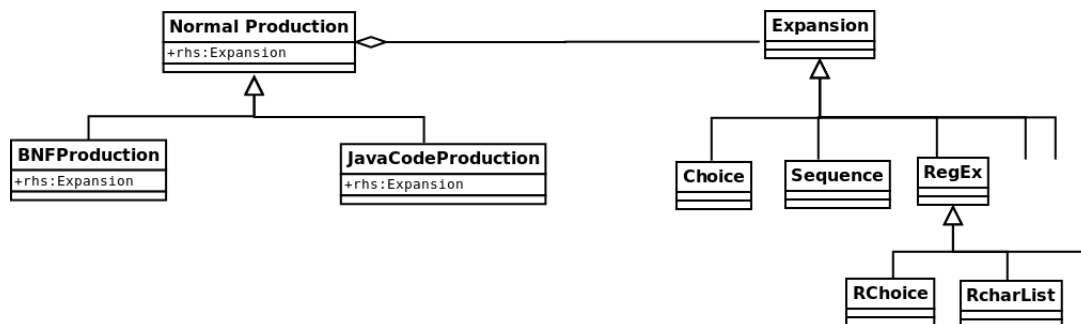 Normal Production
+rhs:Expansion
Expansion
BNFProduction
+rhs:Expansion
JavaCodeProduction
+rhs:Expansion
Choice
Sequence
RegEx
RChoice
RcharList